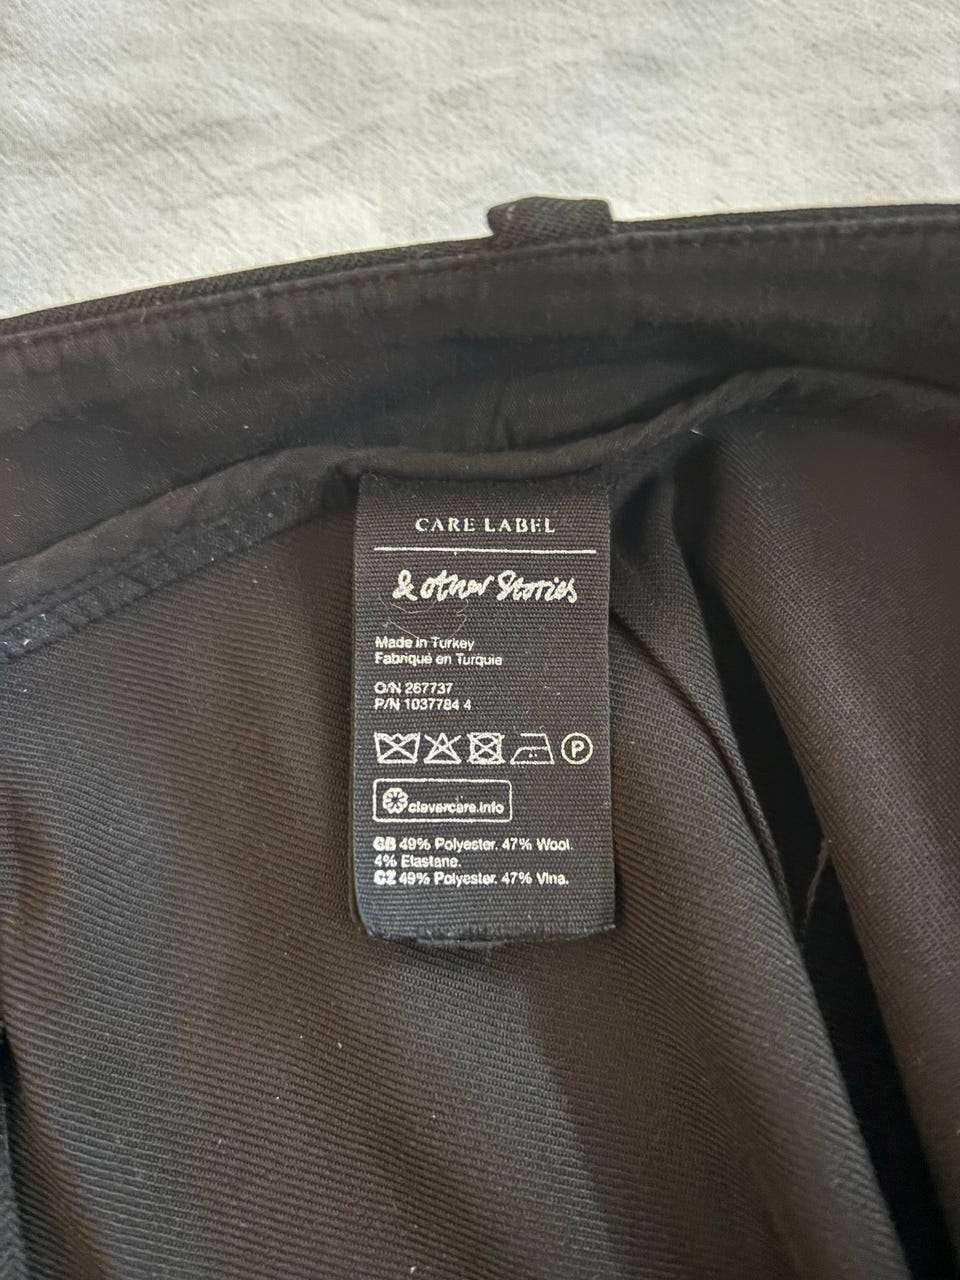 CARE LABEL
& other Stories
Made in Turkey
Fabriqué en Turquie
O/N 267737
P/N 1037784 4
P
clevercare.info
GB 49% Polyester. 47% Wool.
4% Elastane.
CZ 49% Polyester. 47% Vlna.